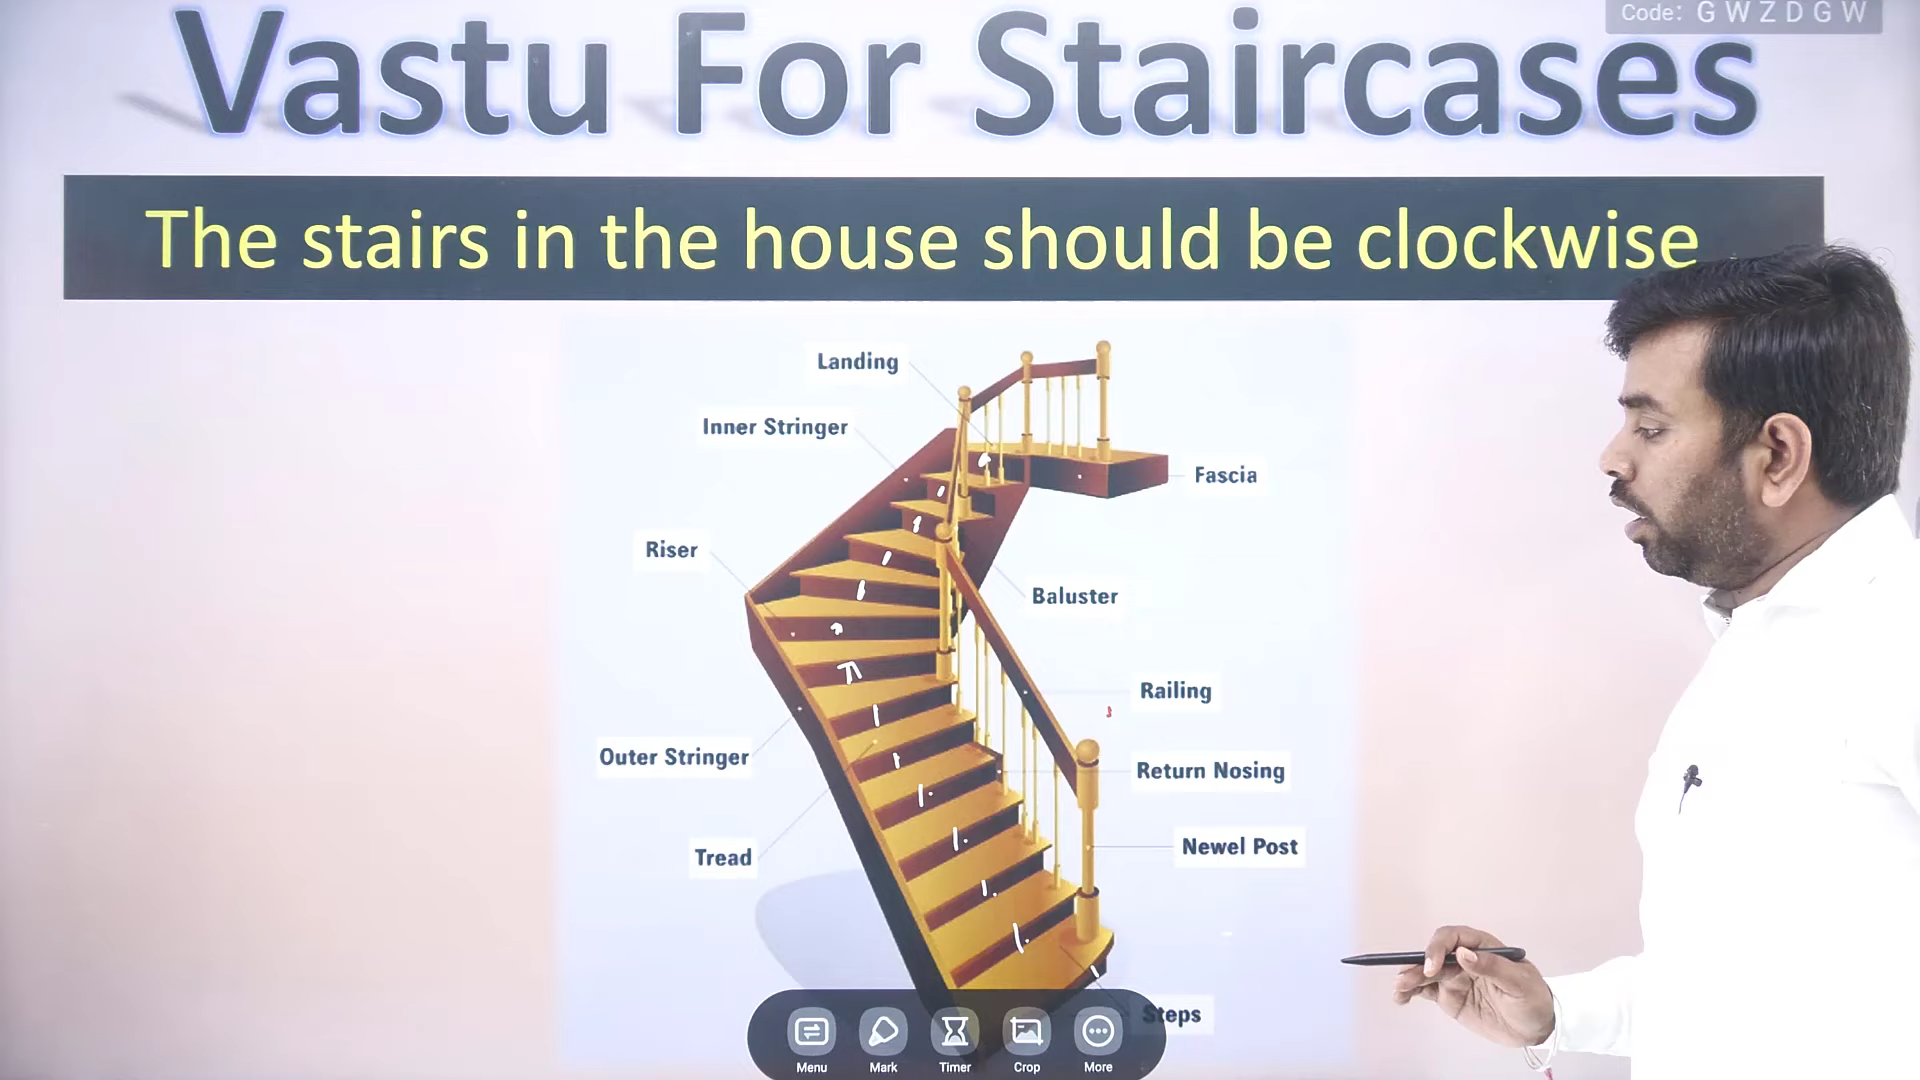 Code: GWZDGW
Vastu For Staircases
The stairs in the house should be clockwise
Landing
Inner Stringer
Fascia
Riser
Baluster
Railing
Outer Stringer
Return Nosing
Newel Post
Tread
Steps
Menu Mark Timer Crop More